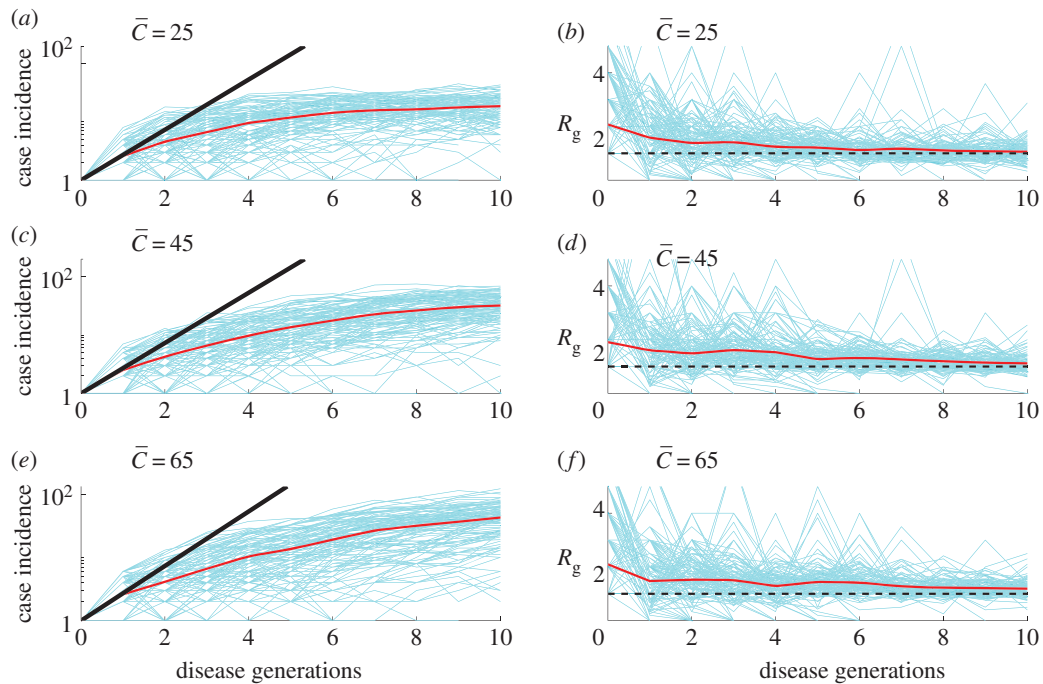 (a)
C̅ = 25
10²
case incidence
1
0 2 4 6 8 10
(b)
C̅ = 25
4
R_g
2
0 2 4 6 8 10
(c)
C̅ = 45
10²
case incidence
1
0 2 4 6 8 10
(d)
C̅ = 45
4
R_g
2
0 2 4 6 8 10
(e)
C̅ = 65
10²
case incidence
1
0 2 4 6 8 10
disease generations
(f)
C̅ = 65
4
R_g
2
0 2 4 6 8 10
disease generations